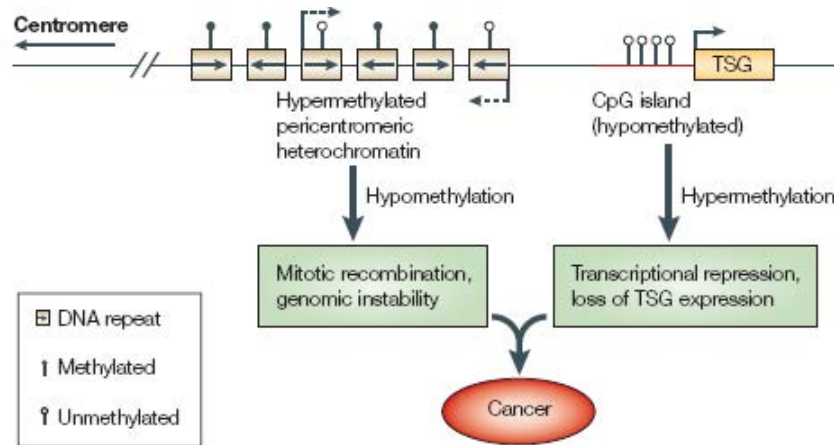 Centromere
TSG
Hypermethylated
pericentromeric
heterochromatin
CpG island
(hypomethylated)
Hypomethylation
Hypermethylation
Mitotic recombination,
genomic instability
Transcriptional repression,
loss of TSG expression
DNA repeat
Methylated
Unmethylated
Cancer